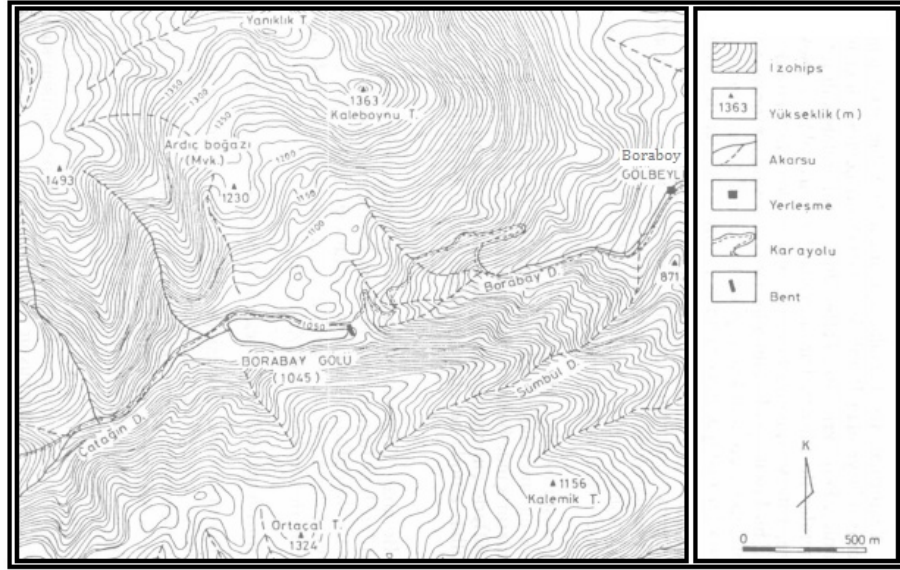 Yanıklık T.
1350
1300
1250
1363
Kaleboynu T.
Ardıç boğazı
(Mvk.)
1200
1493
1230
1150
1100
Boraboy
GÖLBEYLİ
871
Borabay D.
1050
BORABAY GÖLÜ
(1045)
Sumbul D.
Çatağın D.
1156
Kalemik T.
Ortaçal T.
1324
İzohips
1363
Yükseklik (m)
Akarsu
Yerleşme
Karayolu
Bent
K
0
500 m